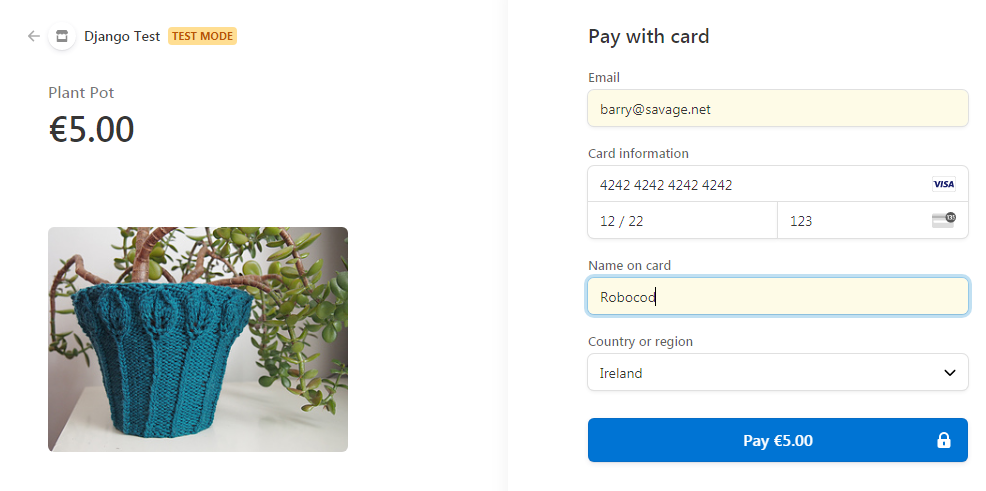 Django Test TEST MODE
Plant Pot
€5.00
Pay with card
Email
barry@savage.net
Card information
4242 4242 4242 4242 VISA
12 / 22 123 135
Name on card
Robocod
Country or region
Ireland
Pay €5.00